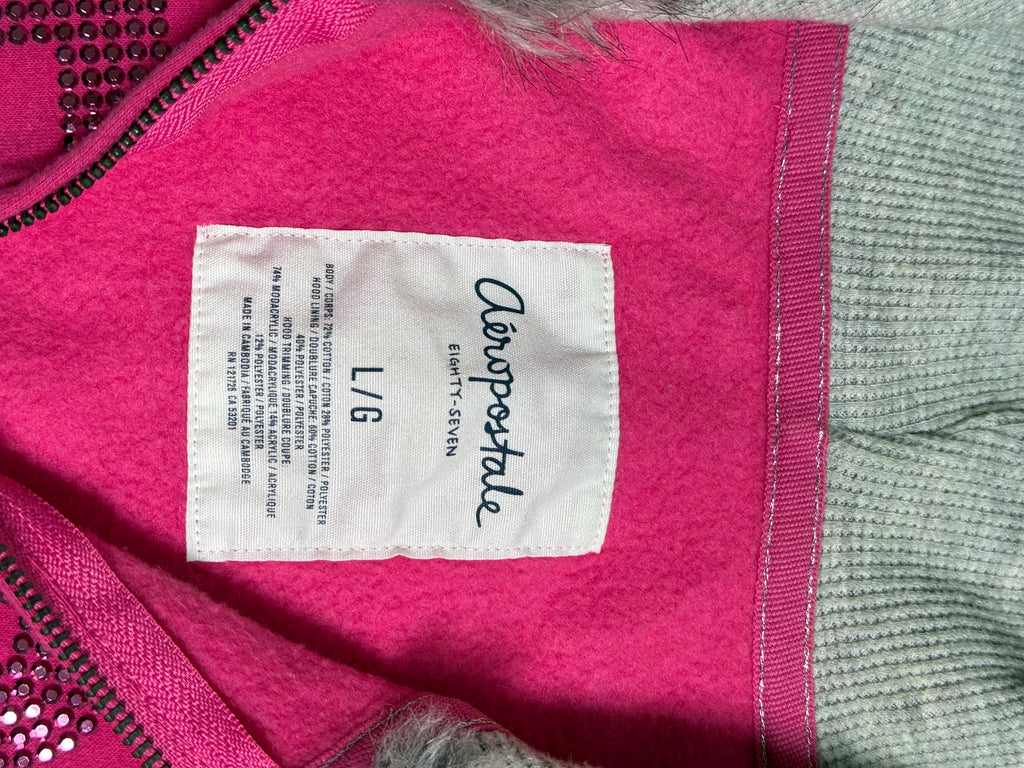 Aéropostale
EIGHTY-SEVEN
L/G
BODY / CORPS: 72% COTTON / COTON 28% POLYESTER / POLYESTER
HOOD LINING / DOUBLURE CAPUCHE: 60% COTTON / COTON
40% POLYESTER / POLYESTER
HOOD TRIMMING / DOUBLURE COUPE:
74% MODACRYLIC / MODACRYLIQUE 14% ACRYLIC / ACRYLIQUE
12% POLYESTER / POLYESTER
MADE IN CAMBODIA / FABRIQUÉ AU CAMBODGE
RN 121726 CA 53201